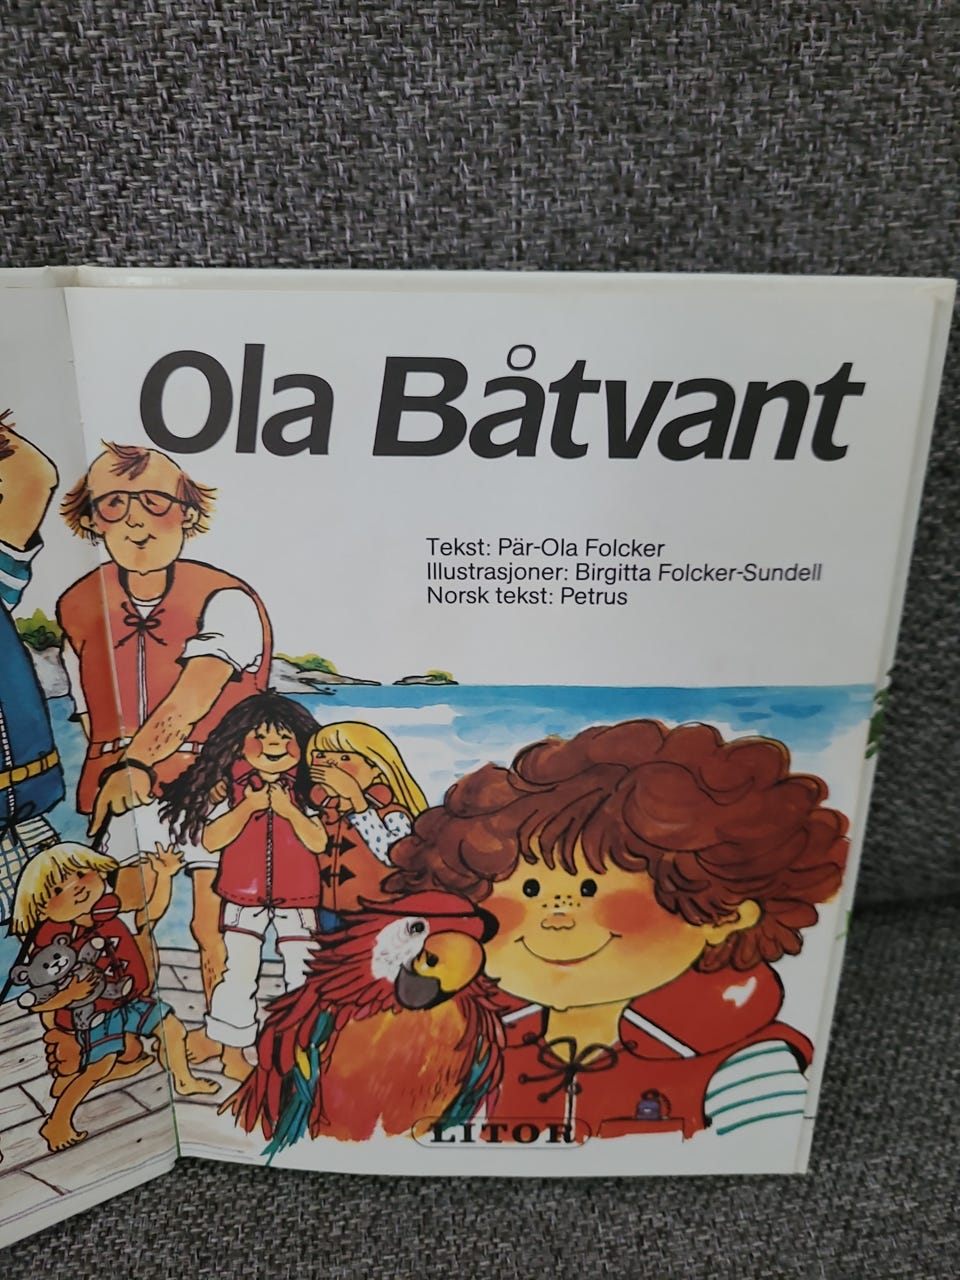 Ola Båtvant
Tekst: Pär-Ola Folcker
Illustrasjoner: Birgitta Folcker-Sundell
Norsk tekst: Petrus
LITOR